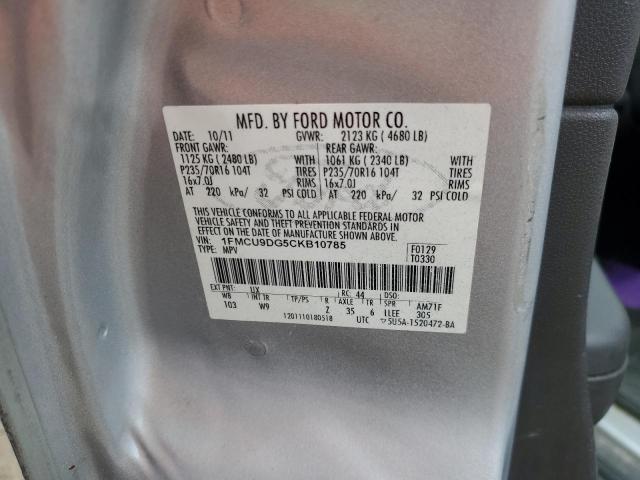 MFD. BY FORD MOTOR CO.
DATE: 10/11 GVWR: 2123 KG ( 4680 LB)
FRONT GAWR: REAR GAWR:
1125 KG ( 2480 LB) WITH 1061 KG ( 2340 LB) WITH
P235/70R16 104T TIRES P235/70R16 104T TIRES
16x7.0J RIMS 16x7.0J RIMS
AT 220 kPa/ 32 PSI COLD AT 220 kPa/ 32 PSI COLD
THIS VEHICLE CONFORMS TO ALL APPLICABLE FEDERAL MOTOR
VEHICLE SAFETY AND THEFT PREVENTION STANDARDS IN
EFFECT ON THE DATE OF MANUFACTURE SHOWN ABOVE.
VIN: 1FMCU9DG5CKB10785 F0129
TYPE: MPV T0330
EXT PNT: UX RC: 44 DSO:
WB INT TR TP/PS R AXLE TR SPR AM71F
103 W9 Z 35 6 LLEE 305
1201110180518 UTC 5U5A-1520472-BA